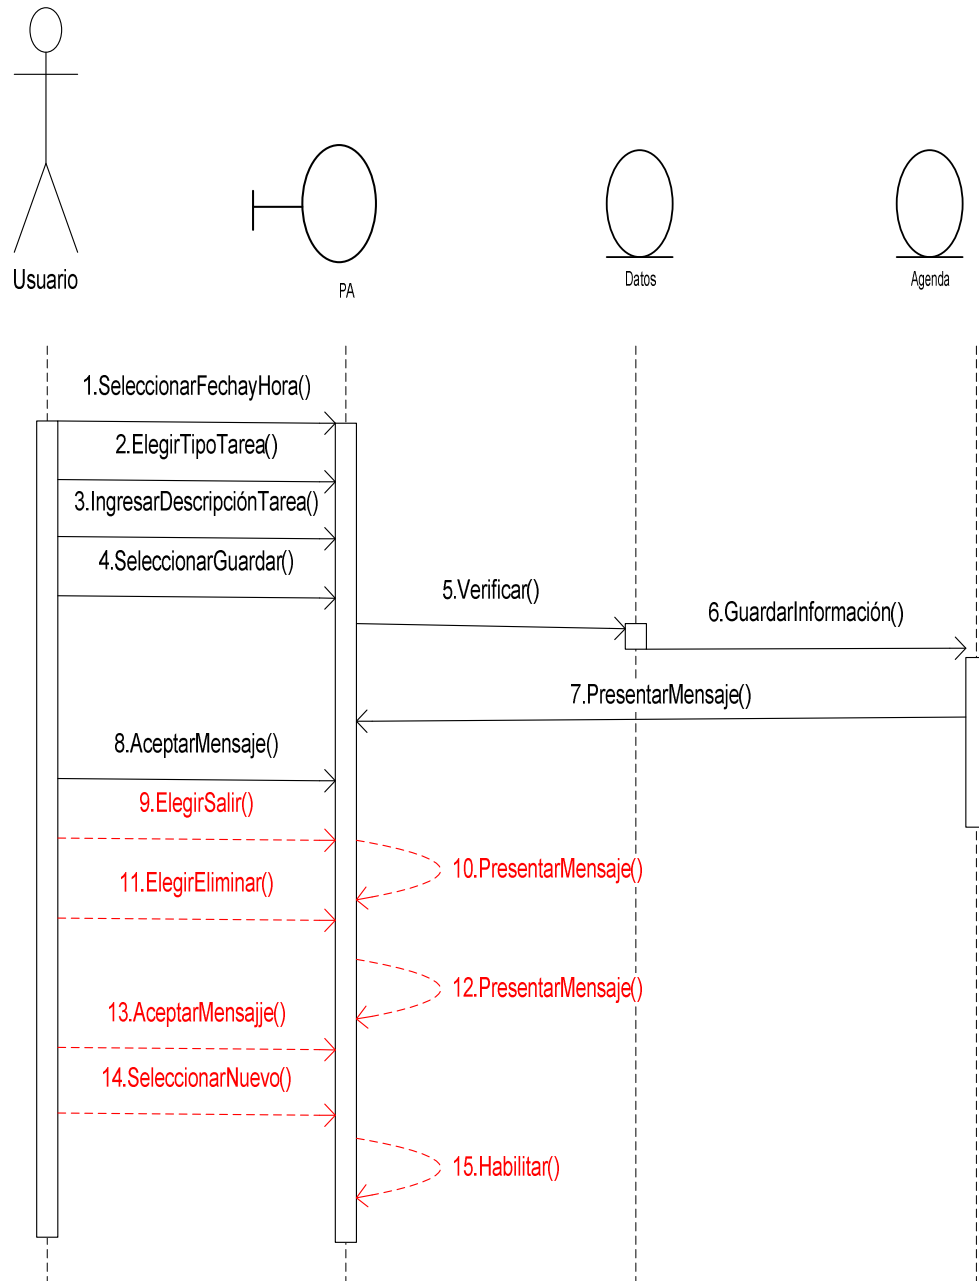 Usuario
PA
Datos
Agenda
1.SeleccionarFechayHora()
2.ElegirTipoTarea()
3.IngresarDescripciónTarea()
4.SeleccionarGuardar()
5.Verificar()
6.GuardarInformación()
7.PresentarMensaje()
8.AceptarMensaje()
9.ElegirSalir()
10.PresentarMensaje()
11.ElegirEliminar()
12.PresentarMensaje()
13.AceptarMensajje()
14.SeleccionarNuevo()
15.Habilitar()